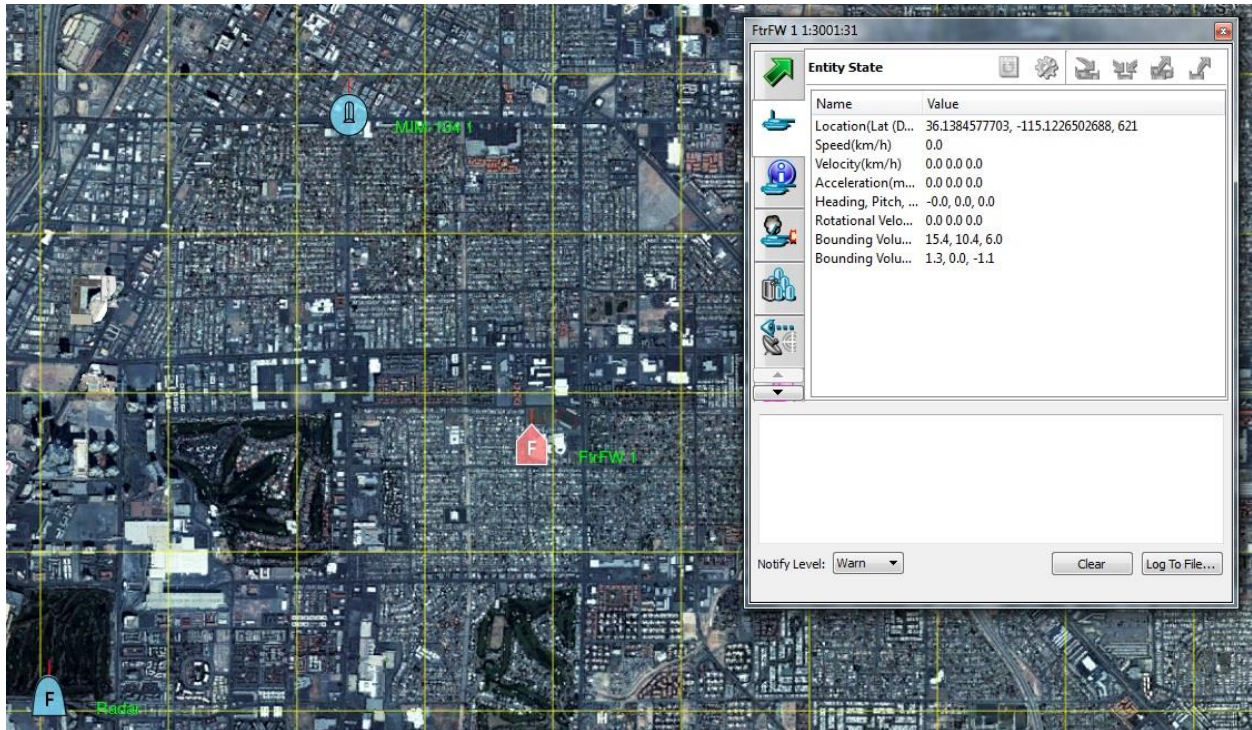 FtrFW 1 1:3001:31
Entity State
Name Value
Location(Lat (D... 36.1384577703, -115.1226502688, 621
Speed(km/h) 0.0
Velocity(km/h) 0.0 0.0 0.0
Acceleration(m... 0.0 0.0 0.0
Heading, Pitch, ... -0.0, 0.0, 0.0
Rotational Velo... 0.0 0.0 0.0
Bounding Volu... 15.4, 10.4, 6.0
Bounding Volu... 1.3, 0.0, -1.1
Notify Level: Warn Clear Log To File...
MIM-104 1
F
FtrFW 1
F
Radar